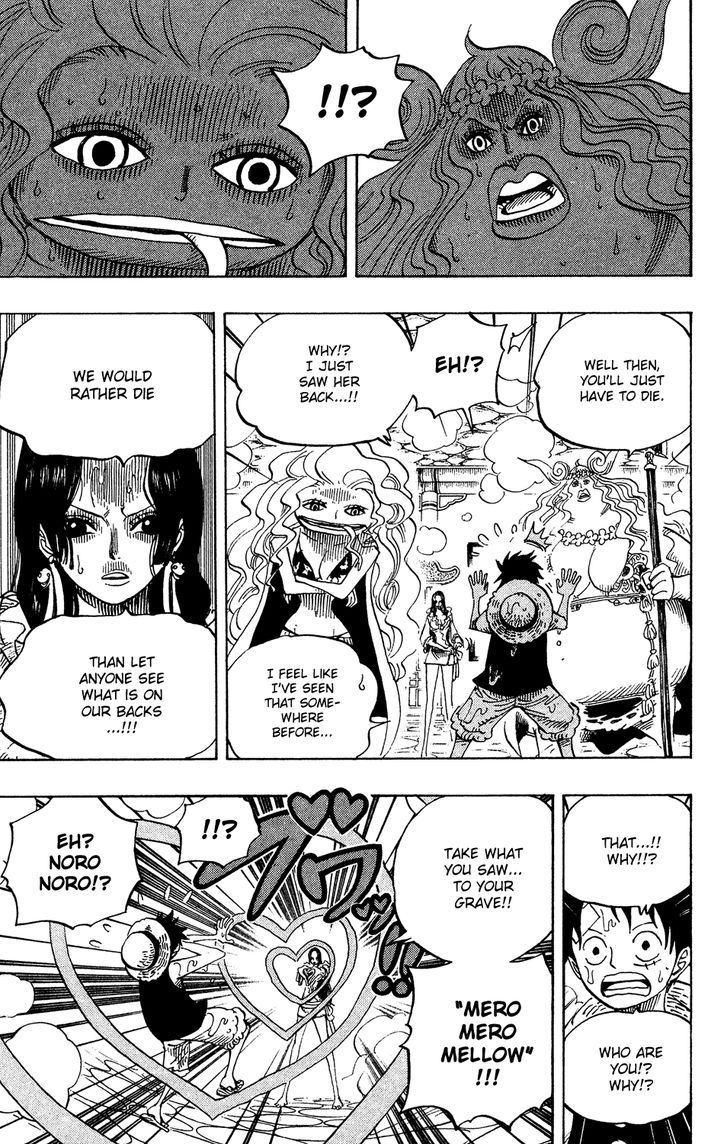 !!?
WELL THEN,
YOU'LL JUST
HAVE TO DIE.
EH!?
WHY!?
I JUST
SAW HER
BACK...!!
I FEEL LIKE
I'VE SEEN
THAT SOME-
WHERE
BEFORE...
WE WOULD
RATHER DIE
THAN LET
ANYONE SEE
WHAT IS ON
OUR BACKS
...!!!
THAT...!!
WHY!!?
WHO ARE
YOU!?
WHY!?
TAKE WHAT
YOU SAW...
TO YOUR
GRAVE!!
"MERO
MERO
MELLOW"
!!!
!!?
EH?
NORO
NORO!?